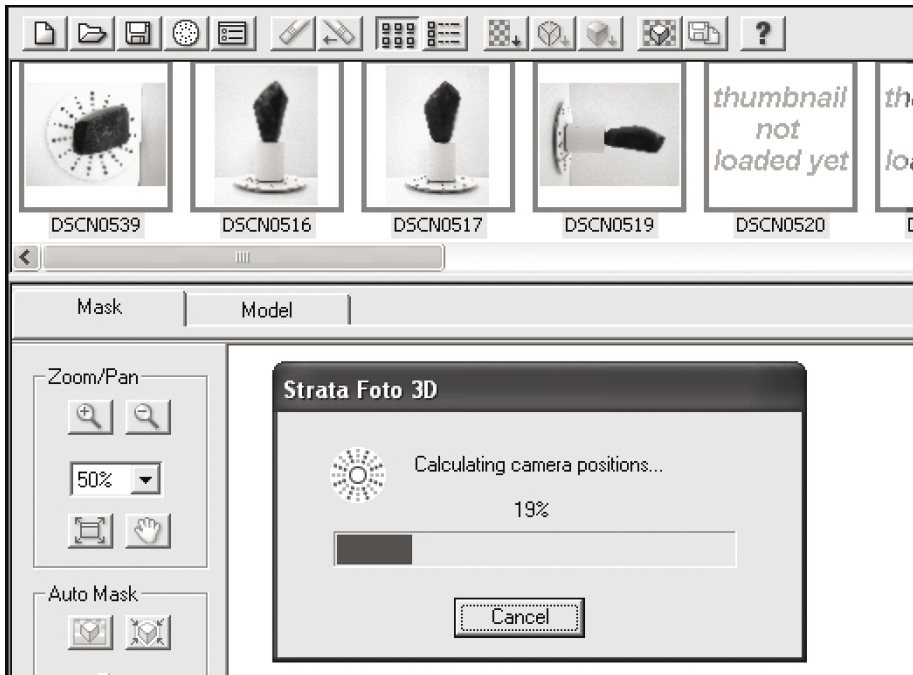 ?
thumbnail
not
loaded yet
DSCN0539
DSCN0516
DSCN0517
DSCN0519
DSCN0520
Mask
Model
Zoom/Pan
50%
Auto Mask
Strata Foto 3D
Calculating camera positions...
19%
Cancel